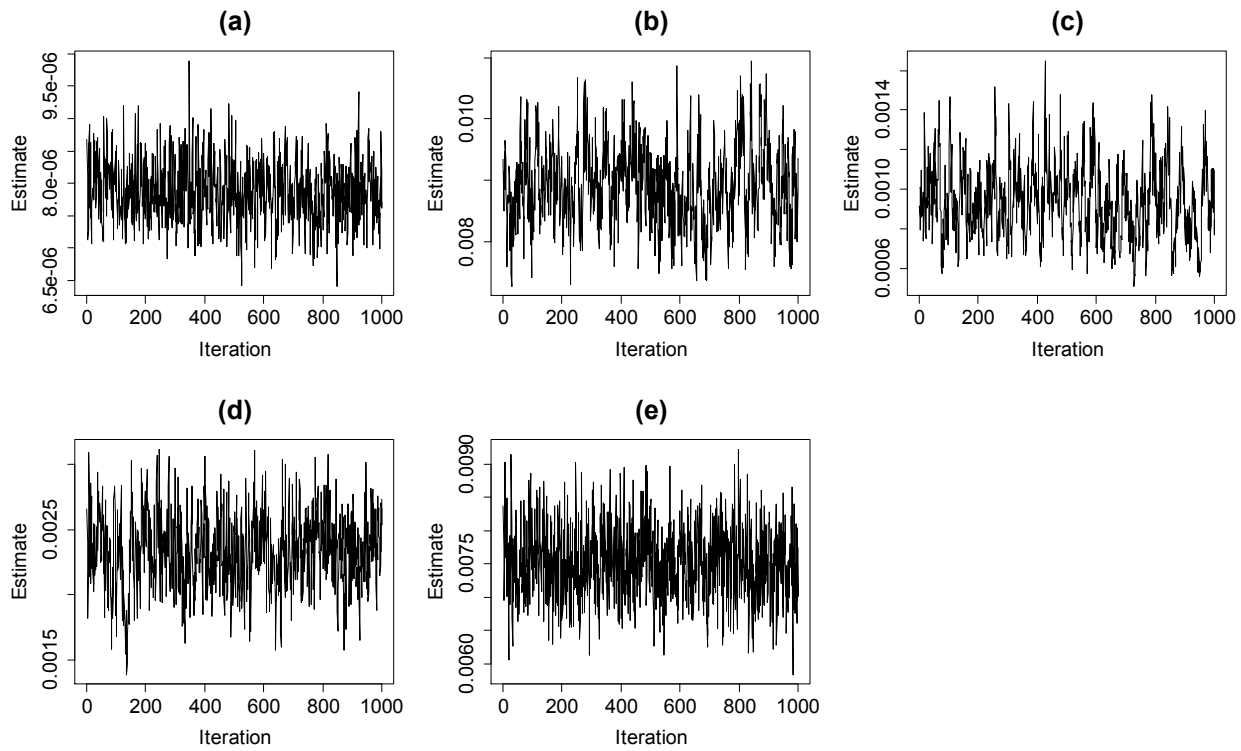 (a)
Estimate
6.5e-06 8.0e-06 9.5e-06
0 200 400 600 800 1000
Iteration
(b)
Estimate
0.008 0.010
0 200 400 600 800 1000
Iteration
(c)
Estimate
0.0006 0.0010 0.0014
0 200 400 600 800 1000
Iteration
(d)
Estimate
0.0015 0.0025
0 200 400 600 800 1000
Iteration
(e)
Estimate
0.0060 0.0075 0.0090
0 200 400 600 800 1000
Iteration